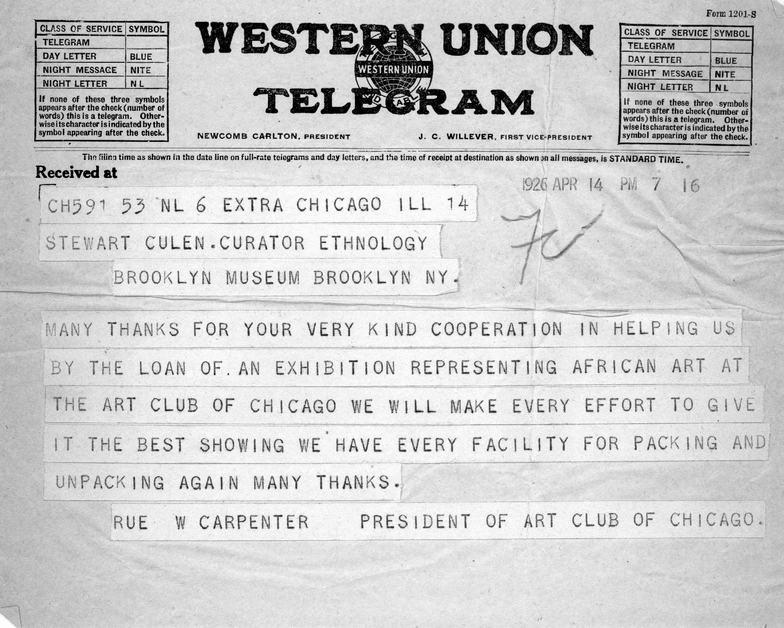 Form 1201-S
CLASS OF SERVICE SYMBOL
TELEGRAM
DAY LETTER BLUE
NIGHT MESSAGE NITE
NIGHT LETTER N L
If none of these three symbols
appears after the check (number of
words) this is a telegram. Other-
wise its character is indicated by the
symbol appearing after the check.
WESTERN UNION
WESTERN UNION
TELEGRAM
NEWCOMB CARLTON, PRESIDENT
J. C. WILLEVER, FIRST VICE-PRESIDENT
CLASS OF SERVICE SYMBOL
TELEGRAM
DAY LETTER BLUE
NIGHT MESSAGE NITE
NIGHT LETTER N L
If none of these three symbols
appears after the check (number of
words) this is a telegram. Other-
wise its character is indicated by the
symbol appearing after the check.
The filing time as shown in the date line on full-rate telegrams and day letters, and the time of receipt at destination as shown on all messages, is STANDARD TIME.
Received at
1926 APR 14 PM 7 16
CH591 53 NL 6 EXTRA CHICAGO ILL 14
STEWART CULEN.CURATOR ETHNOLOGY
BROOKLYN MUSEUM BROOKLYN NY.
MANY THANKS FOR YOUR VERY KIND COOPERATION IN HELPING US
BY THE LOAN OF. AN EXHIBITION REPRESENTING AFRICAN ART AT
THE ART CLUB OF CHICAGO WE WILL MAKE EVERY EFFORT TO GIVE
IT THE BEST SHOWING WE HAVE EVERY FACILITY FOR PACKING AND
UNPACKING AGAIN MANY THANKS.
RUE W CARPENTER PRESIDENT OF ART CLUB OF CHICAGO.